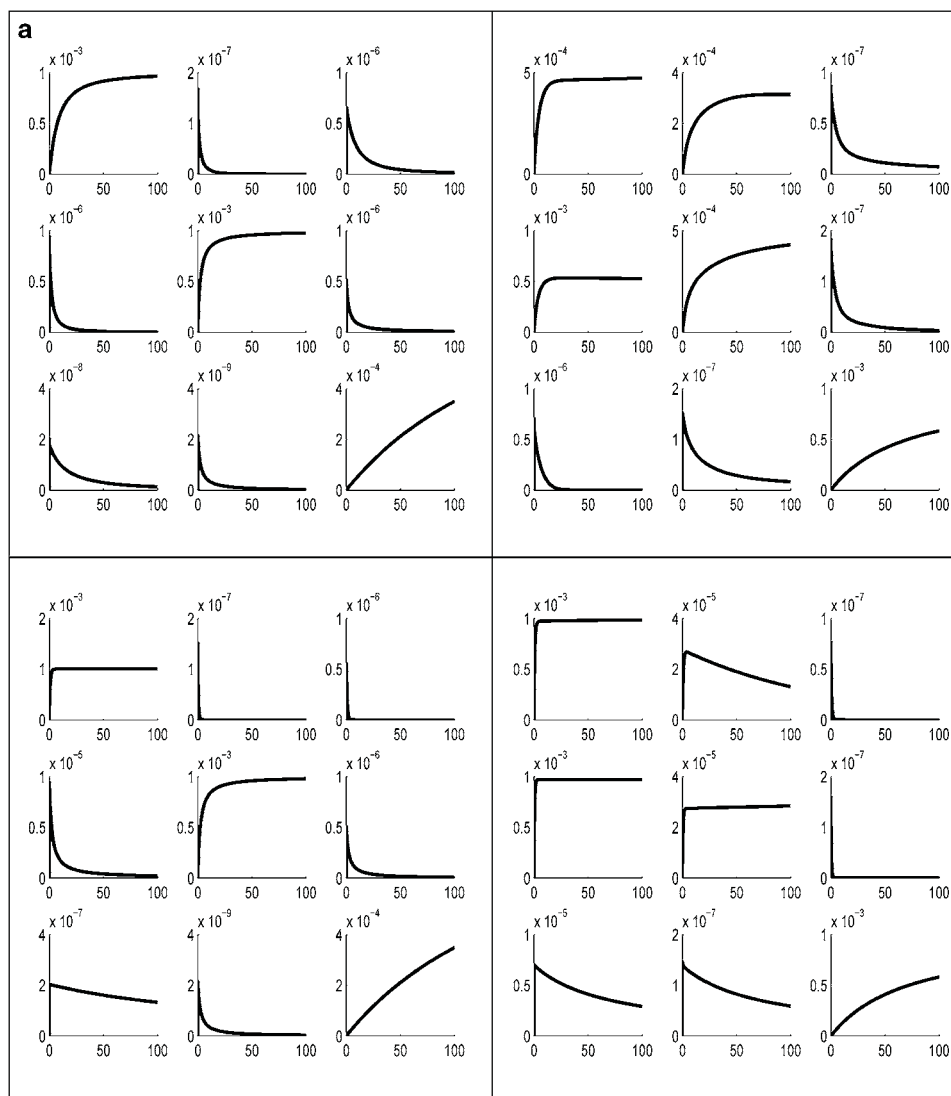 a
x 10⁻³ x 10⁻⁷ x 10⁻⁶
1 2 1
0.5 1 0.5
0 0 0
0 50 100 0 50 100 0 50 100
x 10⁻⁶ x 10⁻³ x 10⁻⁶
1 1 1
0.5 0.5 0.5
0 0 0
0 50 100 0 50 100 0 50 100
x 10⁻⁸ x 10⁻⁹ x 10⁻⁴
4 4 4
2 2 2
0 0 0
0 50 100 0 50 100 0 50 100
x 10⁻⁴ x 10⁻⁴ x 10⁻⁷
5 4 1
2 0.5
0 0 0
0 50 100 0 50 100 0 50 100
x 10⁻³ x 10⁻⁴ x 10⁻⁷
1 5 2
0.5 1
0 0 0
0 50 100 0 50 100 0 50 100
x 10⁻⁶ x 10⁻⁷ x 10⁻³
1 2 1
0.5 1 0.5
0 0 0
0 50 100 0 50 100 0 50 100
x 10⁻³ x 10⁻⁷ x 10⁻⁶
2 2 1
1 1 0.5
0 0 0
0 50 100 0 50 100 0 50 100
x 10⁻⁵ x 10⁻³ x 10⁻⁶
1 1 1
0.5 0.5 0.5
0 0 0
0 50 100 0 50 100 0 50 100
x 10⁻⁷ x 10⁻⁹ x 10⁻⁴
4 4 4
2 2 2
0 0 0
0 50 100 0 50 100 0 50 100
x 10⁻³ x 10⁻⁵ x 10⁻⁷
1 4 1
0.5 2 0.5
0 0 0
0 50 100 0 50 100 0 50 100
x 10⁻³ x 10⁻⁵ x 10⁻⁷
1 4 2
0.5 2 1
0 0 0
0 50 100 0 50 100 0 50 100
x 10⁻⁵ x 10⁻⁷ x 10⁻³
1 2 1
0.5 1 0.5
0 0 0
0 50 100 0 50 100 0 50 100